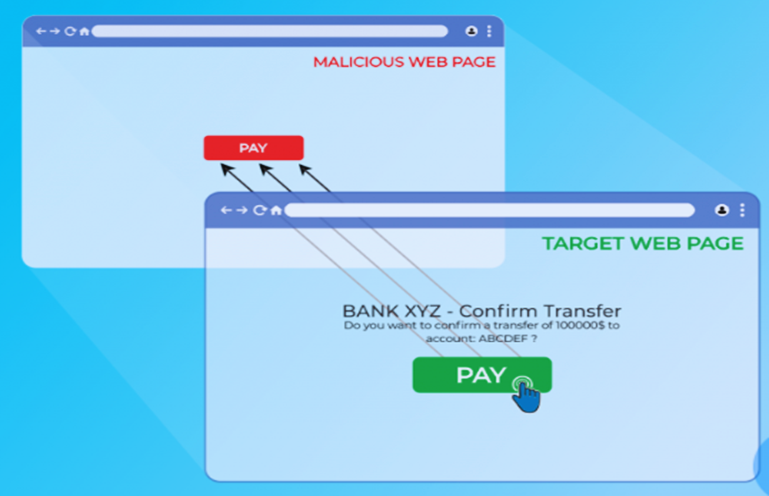 MALICIOUS WEB PAGE
PAY
TARGET WEB PAGE
BANK XYZ - Confirm Transfer
Do you want to confirm a transfer of 100000$ to
account: ABCDEF ?
PAY